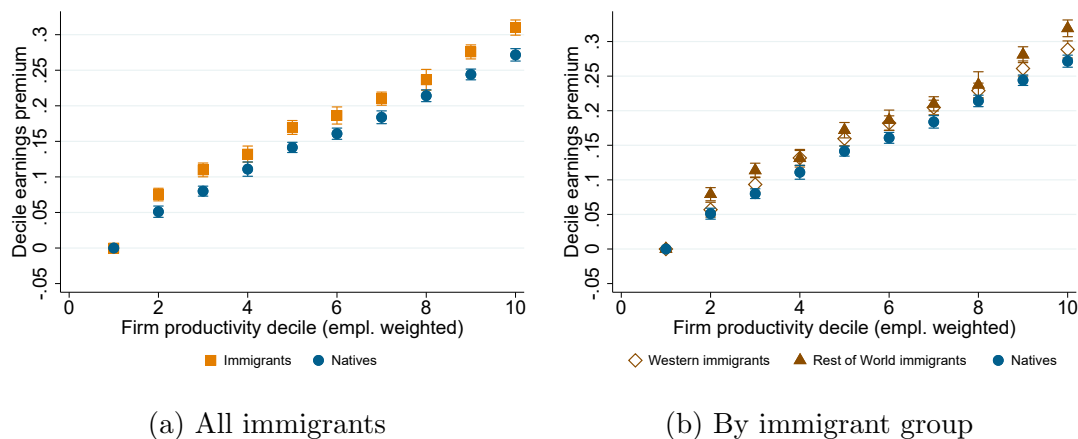 Decile earnings premium
.3
.25
.2
.15
.1
.05
0
-.05
0 2 4 6 8 10
Firm productivity decile (empl. weighted)
Immigrants Natives
(a) All immigrants
Decile earnings premium
.3
.25
.2
.15
.1
.05
0
-.05
0 2 4 6 8 10
Firm productivity decile (empl. weighted)
Western immigrants Rest of World immigrants Natives
(b) By immigrant group